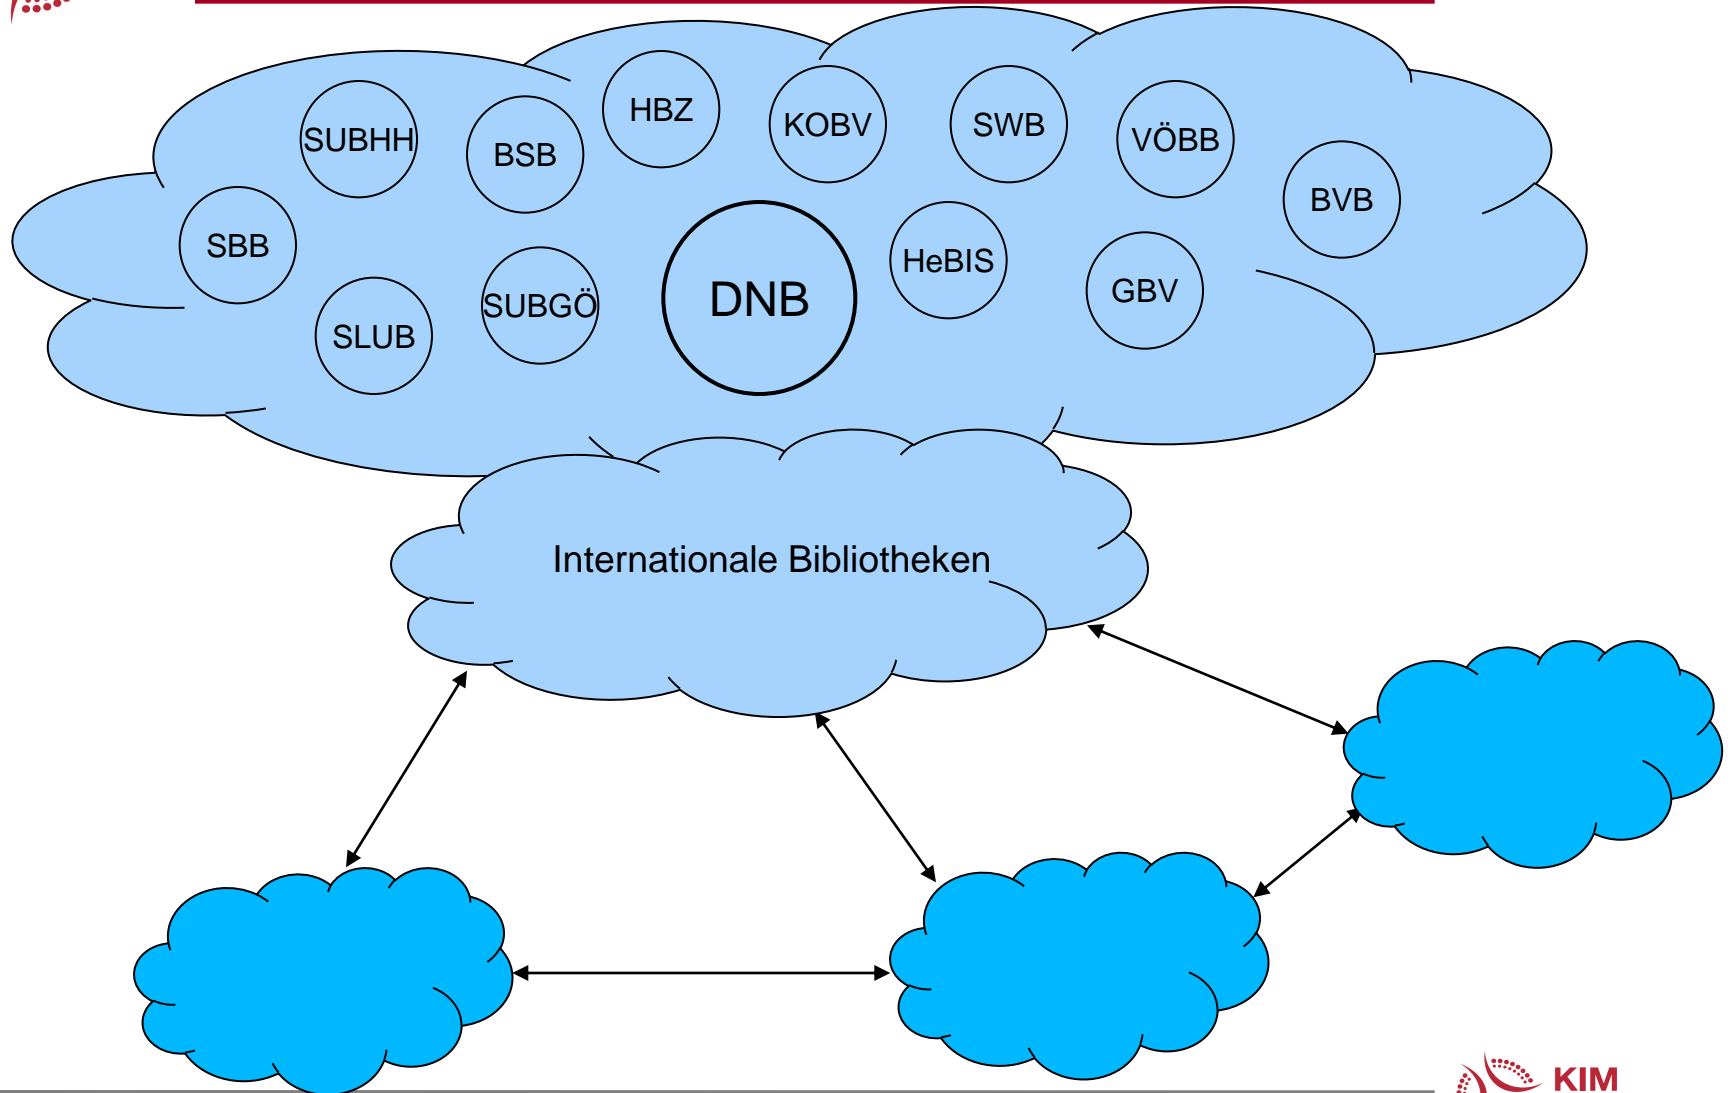 HBZ
KOBV
SWB
VÖBB
SUBHH
BSB
BVB
SBB
HeBIS
GBV
DNB
SUBGÖ
SLUB
Internationale Bibliotheken
KIM